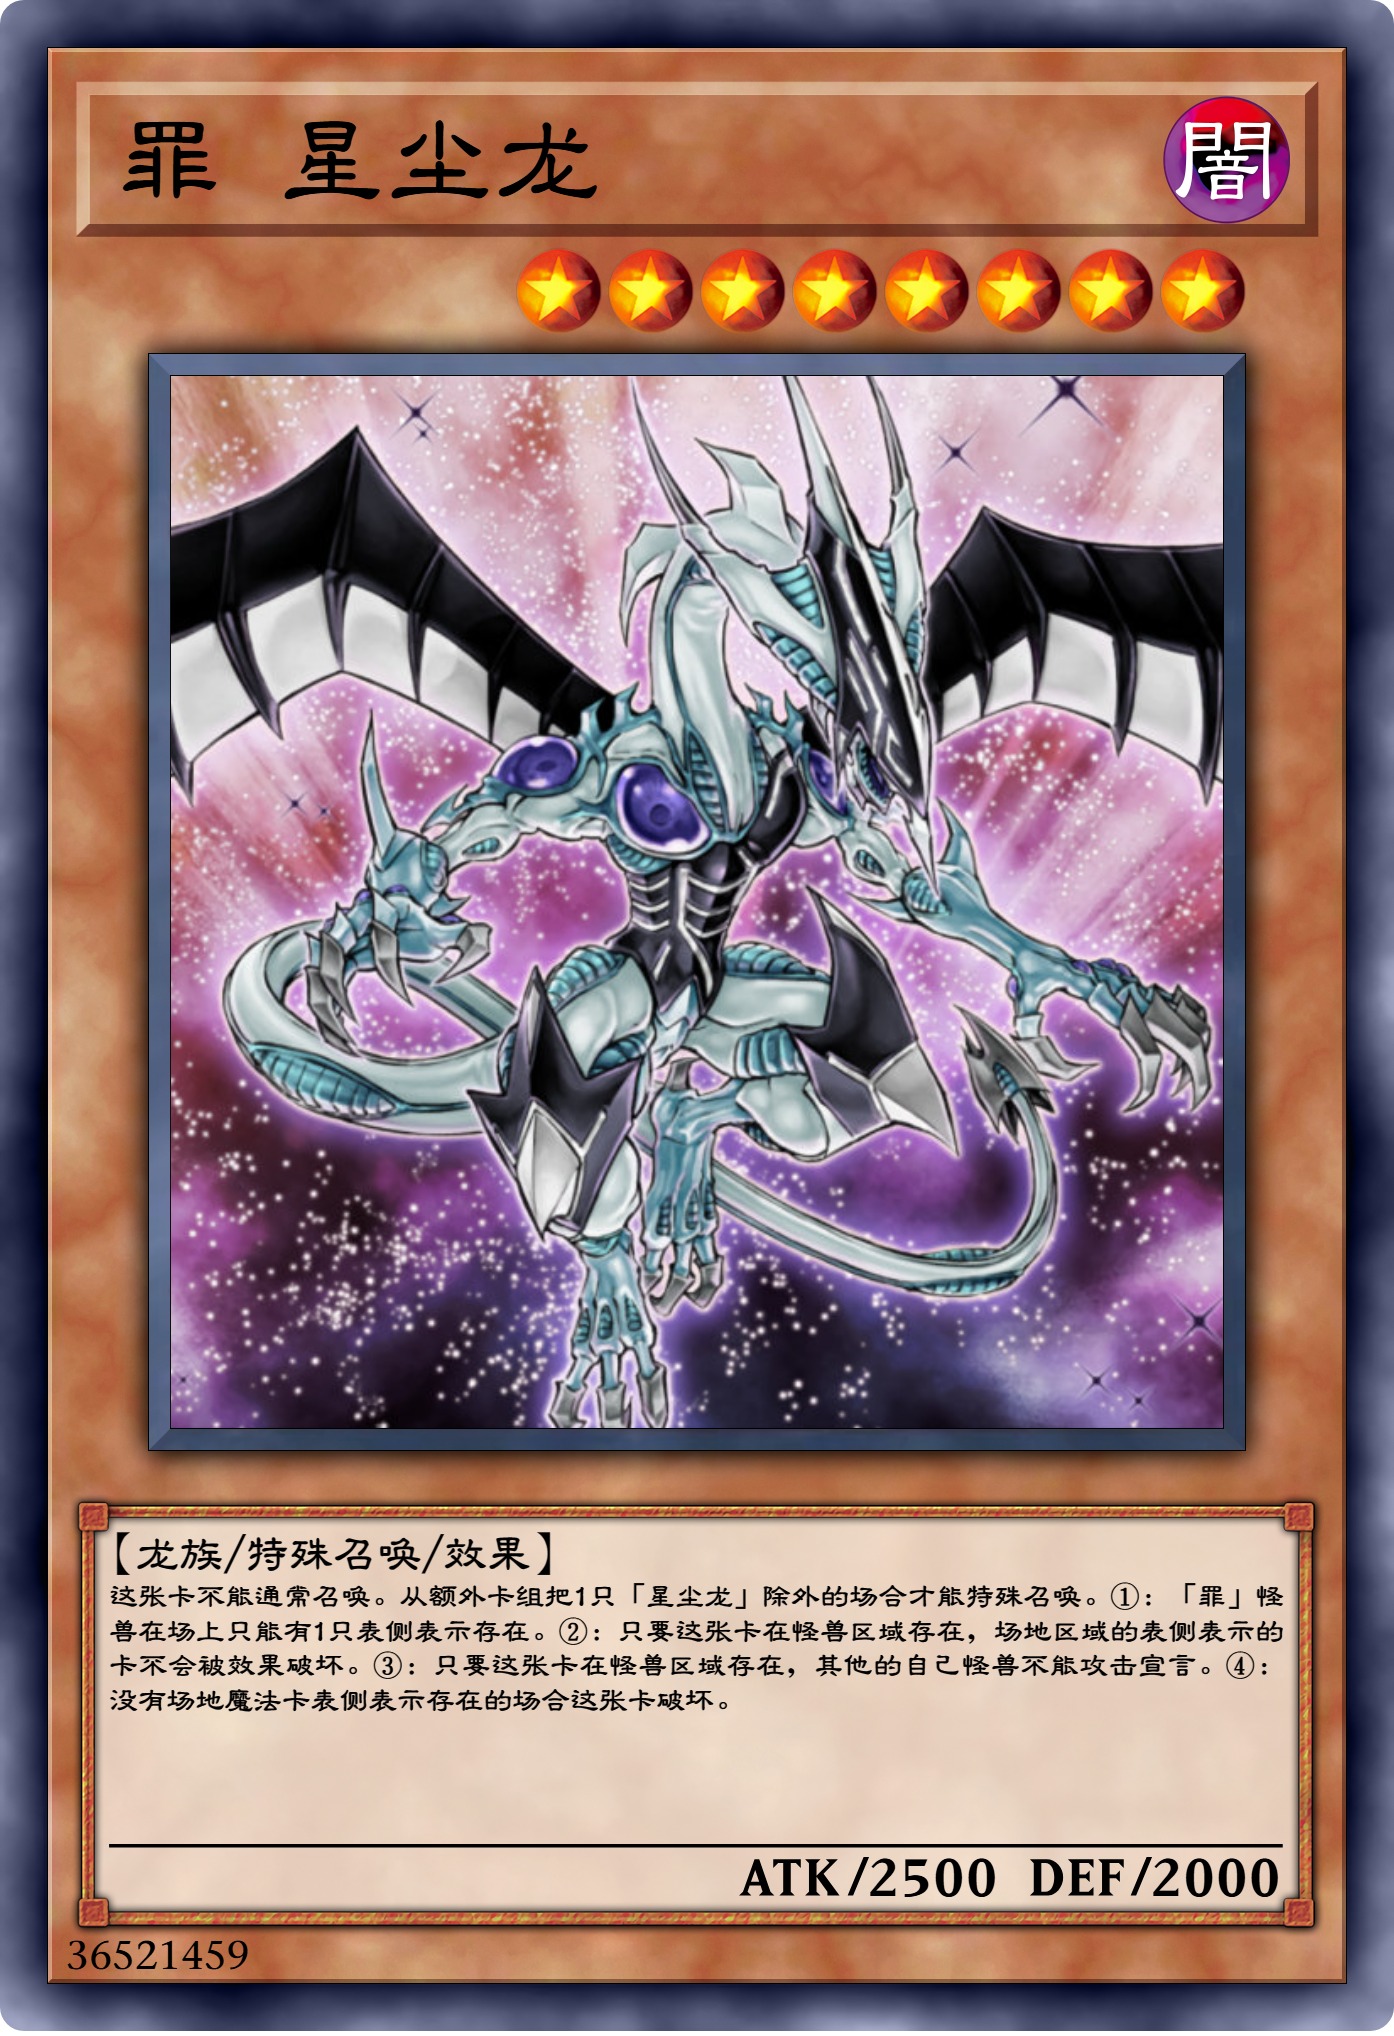 罪 星尘龙
闇
【龙族/特殊召唤/效果】
这张卡不能通常召唤。从额外卡组把1只「星尘龙」除外的场合才能特殊召唤。①：「罪」怪
兽在场上只能有1只表侧表示存在。②：只要这张卡在怪兽区域存在，场地区域的表侧表示的
卡不会被效果破坏。③：只要这张卡在怪兽区域存在，其他的自己怪兽不能攻击宣言。④：
没有场地魔法卡表侧表示存在的场合这张卡破坏。
ATK/2500 DEF/2000
36521459